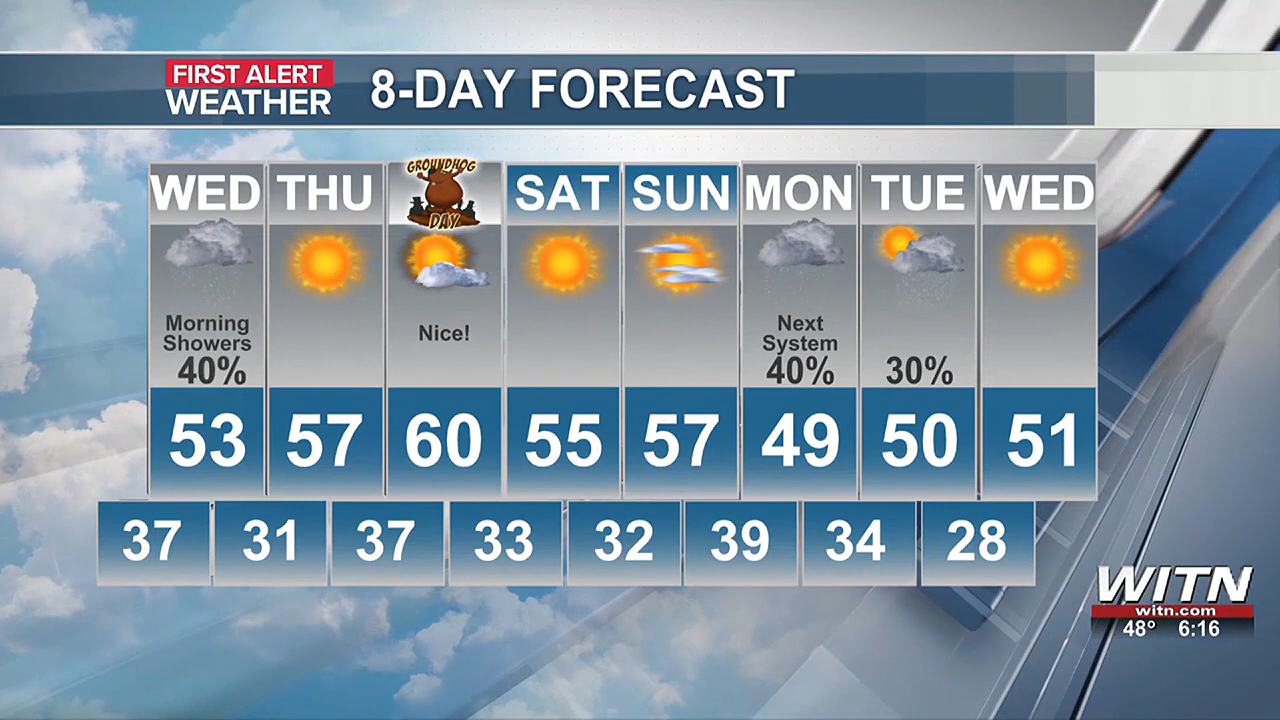 FIRST ALERT
WEATHER
8-DAY FORECAST
WED THU GROUNDHOG DAY SAT SUN MON TUE WED
Morning
Showers
40%
Nice!
Next
System
40%
30%
53 57 60 55 57 49 50 51
37 31 37 33 32 39 34 28
WITN
witn.com
48° 6:16